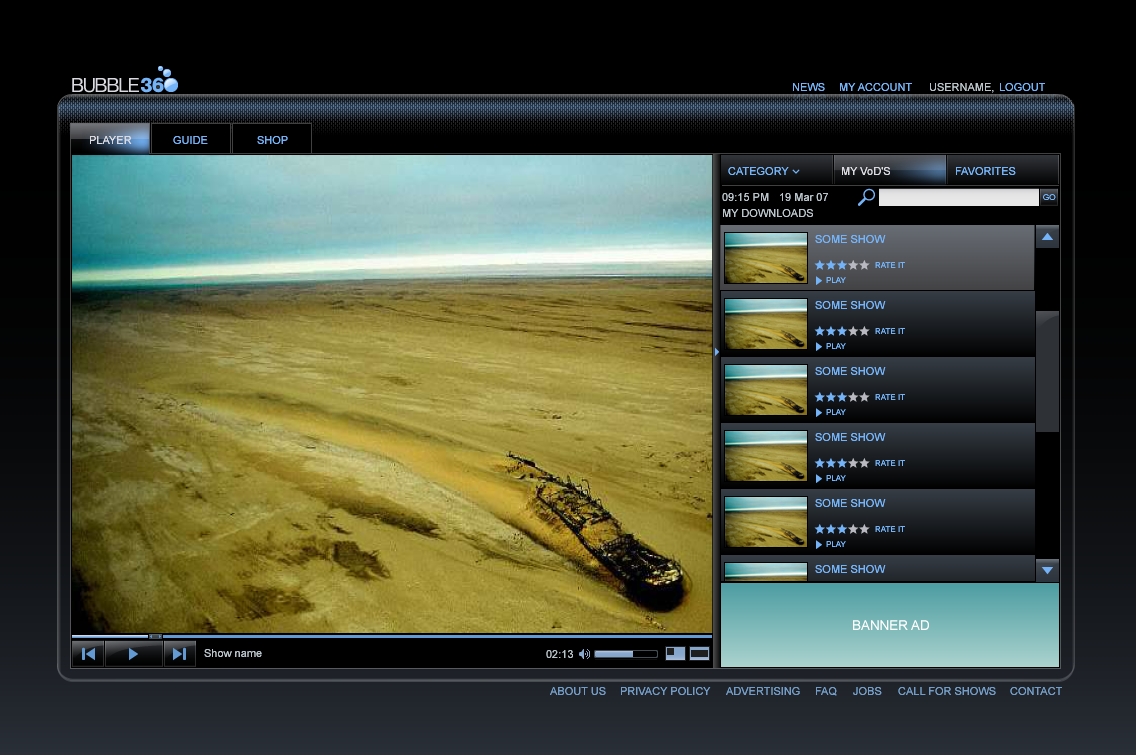 BUBBLE36
NEWS MY ACCOUNT USERNAME, LOGOUT
PLAYER GUIDE SHOP
CATEGORY MY VoD'S FAVORITES
09:15 PM 19 Mar 07
GO
MY DOWNLOADS
SOME SHOW
RATE IT
PLAY
SOME SHOW
RATE IT
PLAY
SOME SHOW
RATE IT
PLAY
SOME SHOW
RATE IT
PLAY
SOME SHOW
RATE IT
PLAY
SOME SHOW
BANNER AD
Show name 02:13
ABOUT US PRIVACY POLICY ADVERTISING FAQ JOBS CALL FOR SHOWS CONTACT